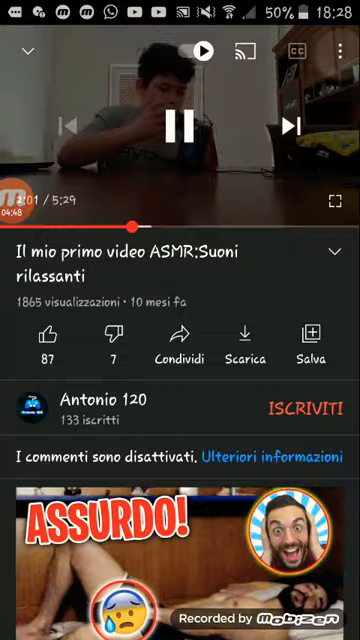 50% 18:28
CC
2:01 / 5:29
04:48
Il mio primo video ASMR:Suoni
rilassanti
1865 visualizzazioni · 10 mesi fa
87
7
Condividi
Scarica
Salva
Antonio 120
133 iscritti
ISCRIVITI
I commenti sono disattivati. Ulteriori informazioni
ASSURDO!
Recorded by mobizen